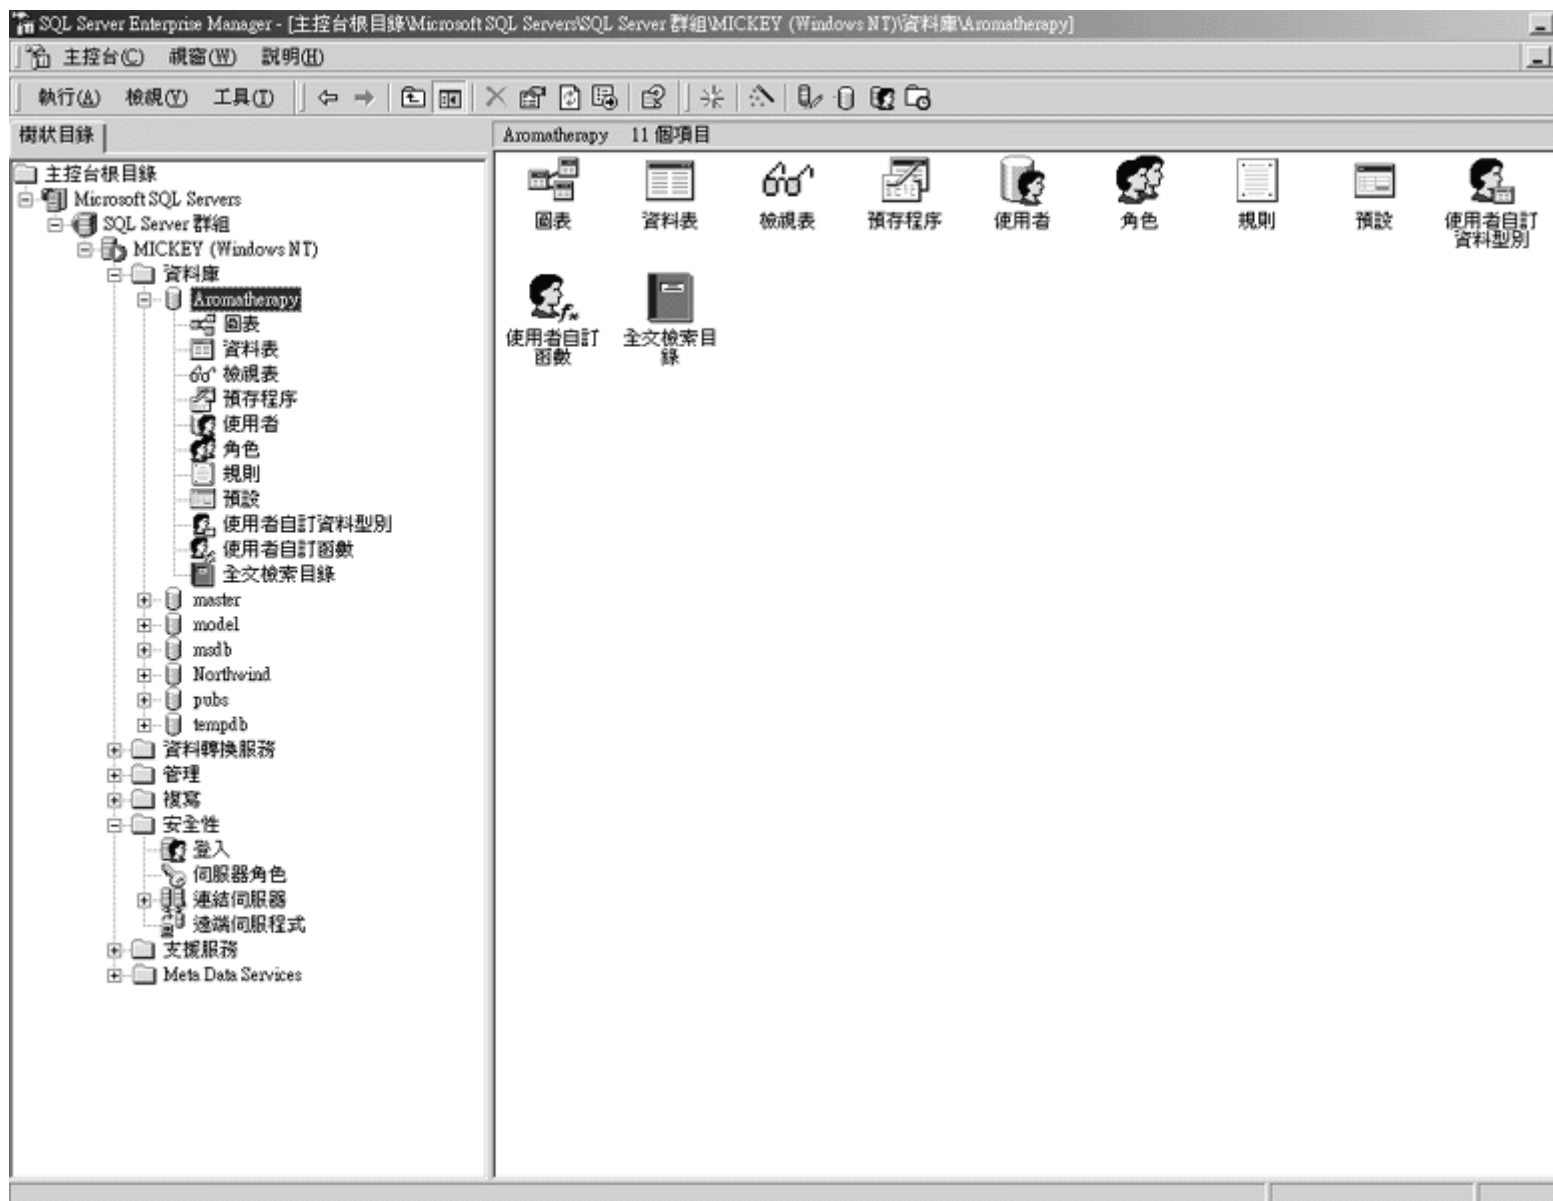 SQL Server Enterprise Manager - [主控台根目錄\Microsoft SQL Servers\SQL Server 群組\MICKEY (Windows NT)\資料庫\Aromatherapy]
主控台(C) 視窗(W) 說明(H)
執行(A) 檢視(V) 工具(T)
樹狀目錄
主控台根目錄
Microsoft SQL Servers
SQL Server 群組
MICKEY (Windows NT)
資料庫
Aromatherapy
圖表
資料表
檢視表
預存程序
使用者
角色
規則
預設
使用者自訂資料型別
使用者自訂函數
全文檢索目錄
master
model
msdb
Northwind
pubs
tempdb
資料轉換服務
管理
複寫
安全性
登入
伺服器角色
連結伺服器
遠端伺服程式
支援服務
Meta Data Services
Aromatherapy 11 個項目
圖表 資料表 檢視表 預存程序 使用者 角色 規則 預設 使用者自訂
資料型別
使用者自訂 全文檢索目
函數 錄